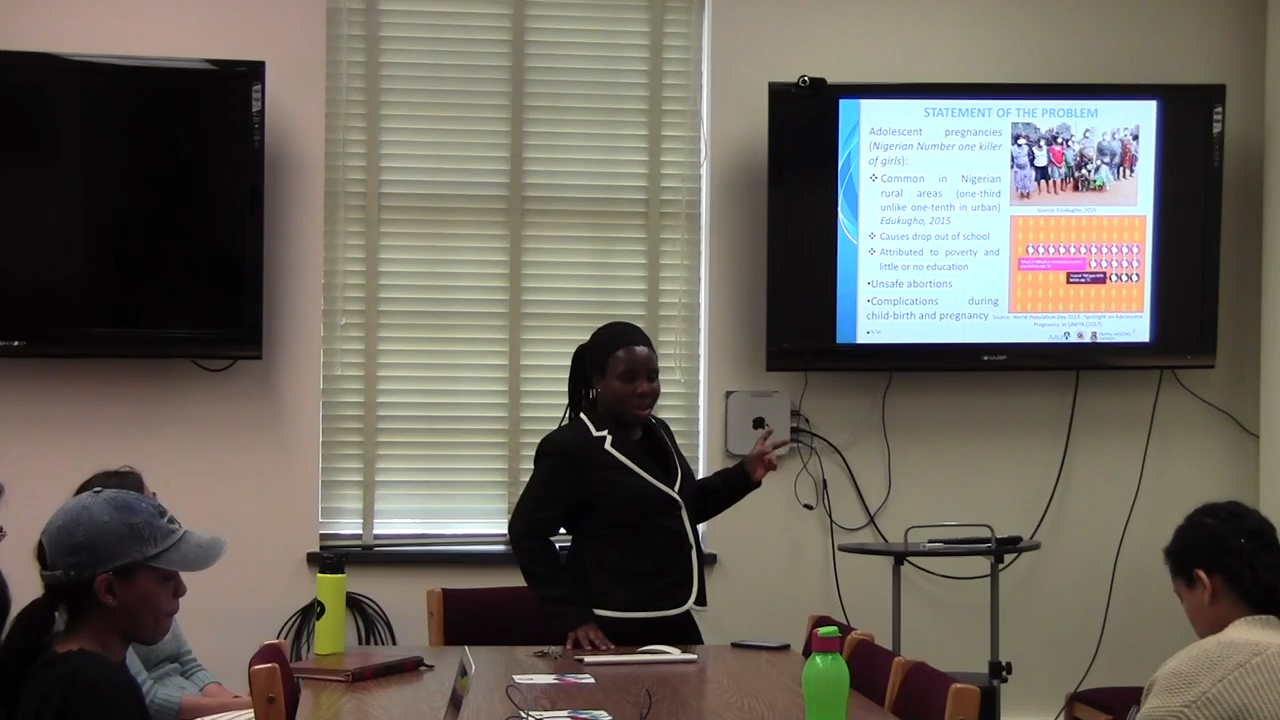 STATEMENT OF THE PROBLEM
Adolescent pregnancies
(Nigerian Number one killer
of girls):
❖ Common in Nigerian
rural areas (one-third
unlike one-tenth in urban)
Edukugho, 2015
❖ Causes drop out of school
❖ Attributed to poverty and
little or no education
•Unsafe abortions
•Complications during
child-birth and pregnancy
Source: Edukugho, 2015
Source: World Population Day 2013 - Spotlight on Adolescent
Pregnancy. In UNFPA (2017)
AAU
SHARP